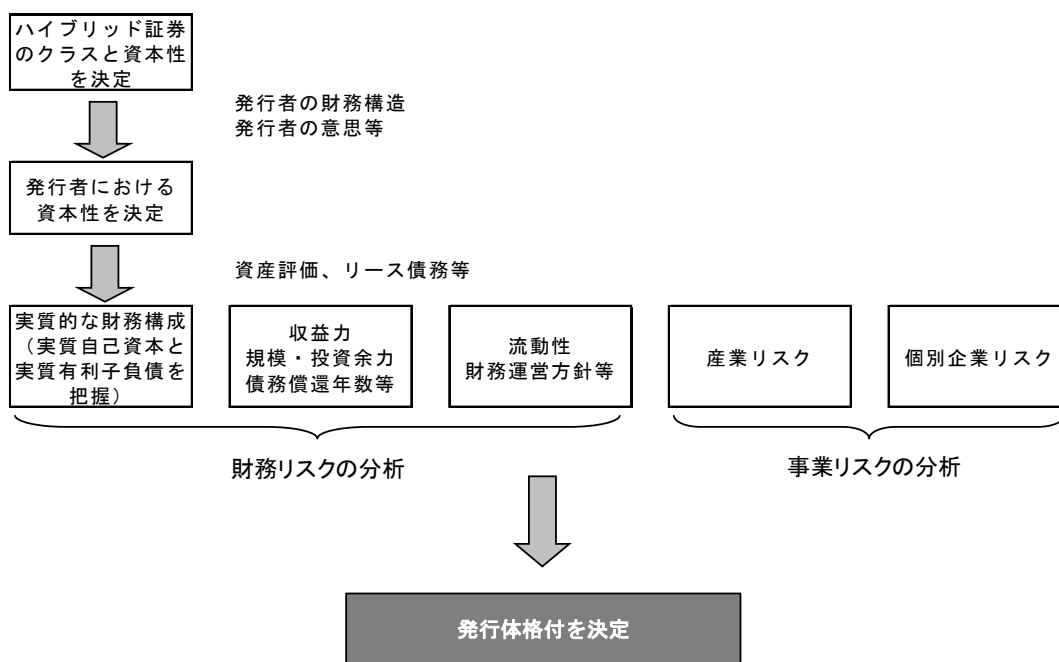 ハイブリッド証券
のクラスと資本性
を決定
発行者の財務構造
発行者の意思等
発行者における
資本性を決定
資産評価、リース債務等
実質的な財務構成
（実質自己資本と
実質有利子負債を
把握）
収益力
規模・投資余力
債務償還年数等
流動性
財務運営方針等
産業リスク
個別企業リスク
財務リスクの分析
事業リスクの分析
発行体格付を決定